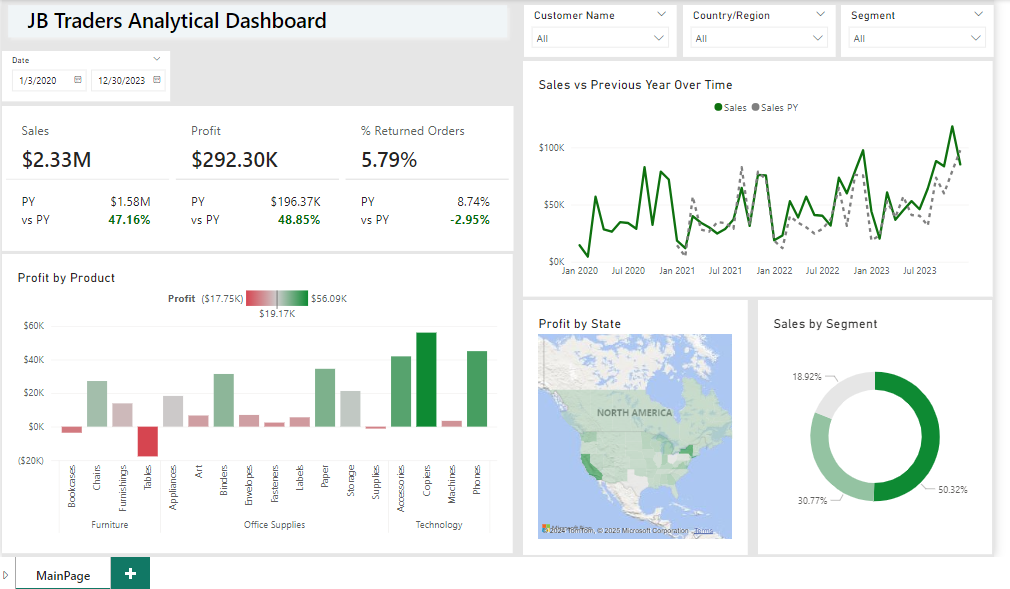 JB Traders Analytical Dashboard
Customer Name
All
Country/Region
All
Segment
All
Date
1/3/2020
12/30/2023
Sales
$2.33M
PY $1.58M
vs PY 47.16%
Profit
$292.30K
PY $196.37K
vs PY 48.85%
% Returned Orders
5.79%
PY 8.74%
vs PY -2.95%
Sales vs Previous Year Over Time
Sales Sales PY
$100K
$50K
$0K
Jan 2020 Jul 2020 Jan 2021 Jul 2021 Jan 2022 Jul 2022 Jan 2023 Jul 2023
Profit by Product
Profit ($17.75K) $56.09K
$19.17K
$60K
$40K
$20K
$0K
($20K)
Bookcases Chairs Furnishings Tables Appliances Art Binders Envelopes Fasteners Labels Paper Storage Supplies Accessories Copiers Machines Phones
Furniture Office Supplies Technology
Profit by State
NORTH AMERICA
© 2024 TomTom, © 2025 Microsoft Corporation Terms
Sales by Segment
18.92%
30.77%
50.32%
MainPage
+